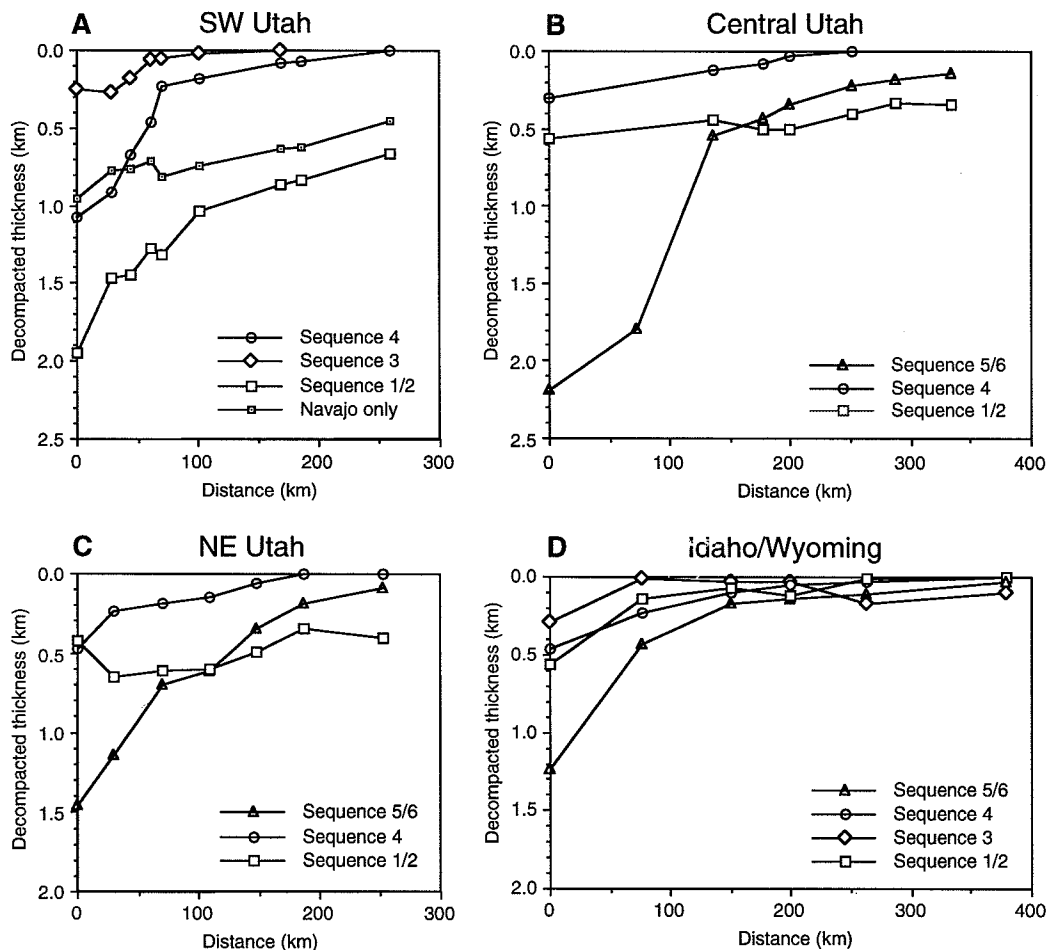 A SW Utah
0.0
0.5
1.0
1.5
2.0
2.5
Decompacted thickness (km)
Sequence 4
Sequence 3
Sequence 1/2
Navajo only
0 100 200 300
Distance (km)
B Central Utah
0.0
0.5
1.0
1.5
2.0
2.5
Decompacted thickness (km)
Sequence 5/6
Sequence 4
Sequence 1/2
0 100 200 300 400
Distance (km)
C NE Utah
0.0
0.5
1.0
1.5
2.0
Decompacted thickness (km)
Sequence 5/6
Sequence 4
Sequence 1/2
0 100 200 300
Distance (km)
D Idaho/Wyoming
0.0
0.5
1.0
1.5
2.0
Decompacted thickness (km)
Sequence 5/6
Sequence 4
Sequence 3
Sequence 1/2
0 100 200 300 400
Distance (km)